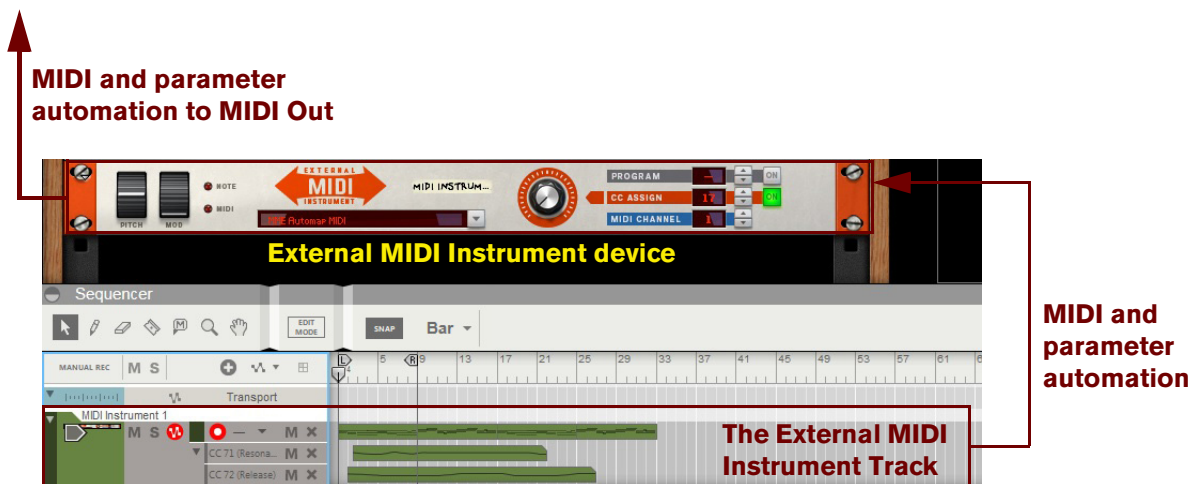 MIDI and parameter
automation to MIDI Out
EXTERNAL
MIDI
INSTRUMENT
NOTE
MIDI
PITCH
MOD
MME Automap MIDI
MIDI INSTRUM...
PROGRAM
–
ON
CC ASSIGN
17
ON
MIDI CHANNEL
1
External MIDI Instrument device
Sequencer
EDIT
MODE
SNAP
Bar
MANUAL REC
M S
L
5
R
9 13 17 21 25 29 33 37 41 45 49 53 57 61
Transport
MIDI Instrument 1
M S
M
CC 71 (Resona...
M
CC 72 (Release)
M
The External MIDI
Instrument Track
MIDI and
parameter
automation